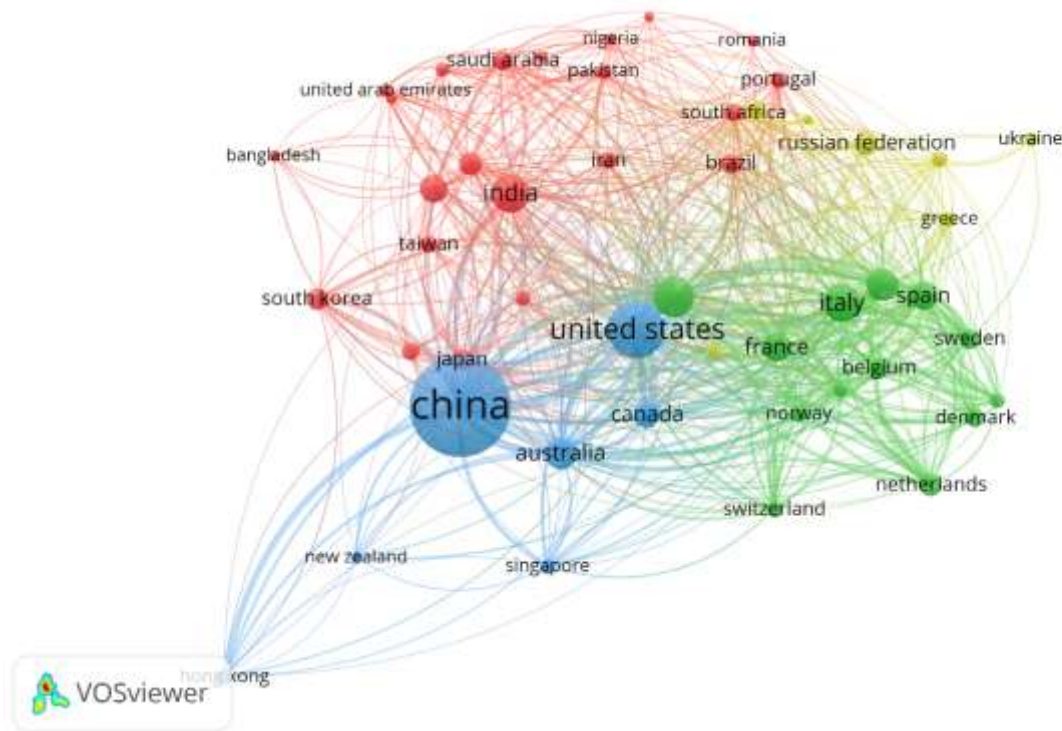 nigeria
romania
saudi arabia
pakistan
portugal
united arab emirates
south africa
ukraine
russian federation
bangladesh
iran
brazil
india
greece
taiwan
south korea
italy
spain
united states
sweden
france
japan
belgium
china
canada
norway
denmark
australia
netherlands
switzerland
new zealand
singapore
hong kong
VOSviewer